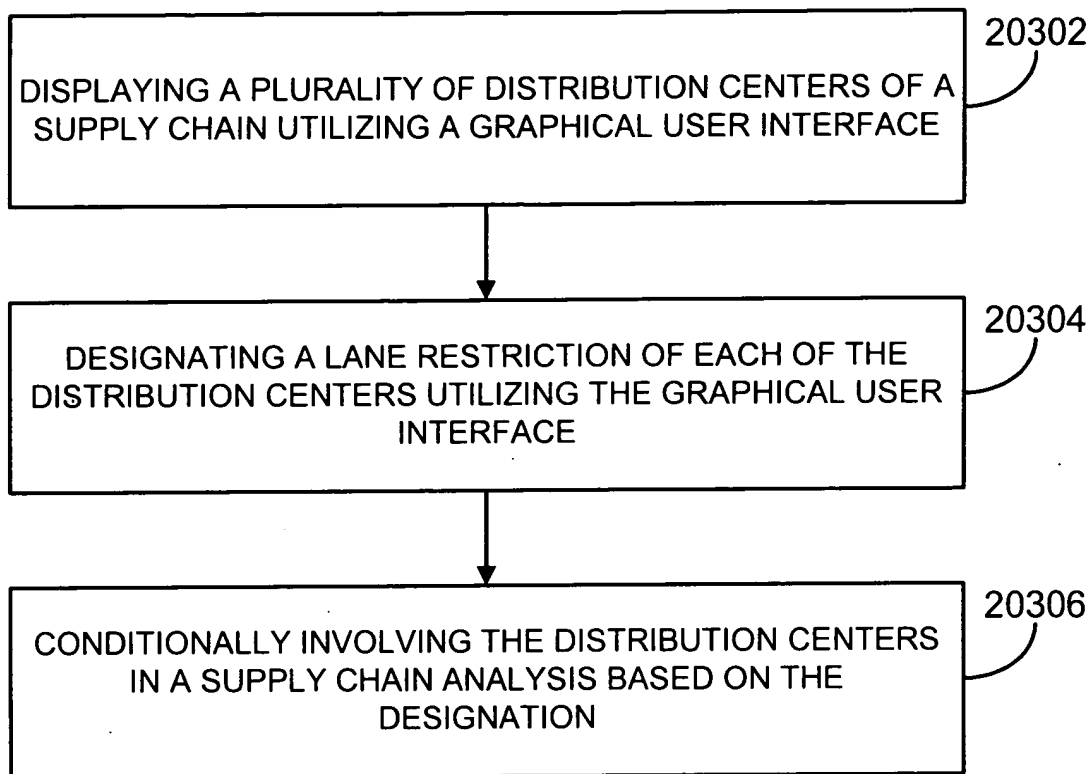 20302
DISPLAYING A PLURALITY OF DISTRIBUTION CENTERS OF A
SUPPLY CHAIN UTILIZING A GRAPHICAL USER INTERFACE
20304
DESIGNATING A LANE RESTRICTION OF EACH OF THE
DISTRIBUTION CENTERS UTILIZING THE GRAPHICAL USER
INTERFACE
20306
CONDITIONALLY INVOLVING THE DISTRIBUTION CENTERS
IN A SUPPLY CHAIN ANALYSIS BASED ON THE
DESIGNATION